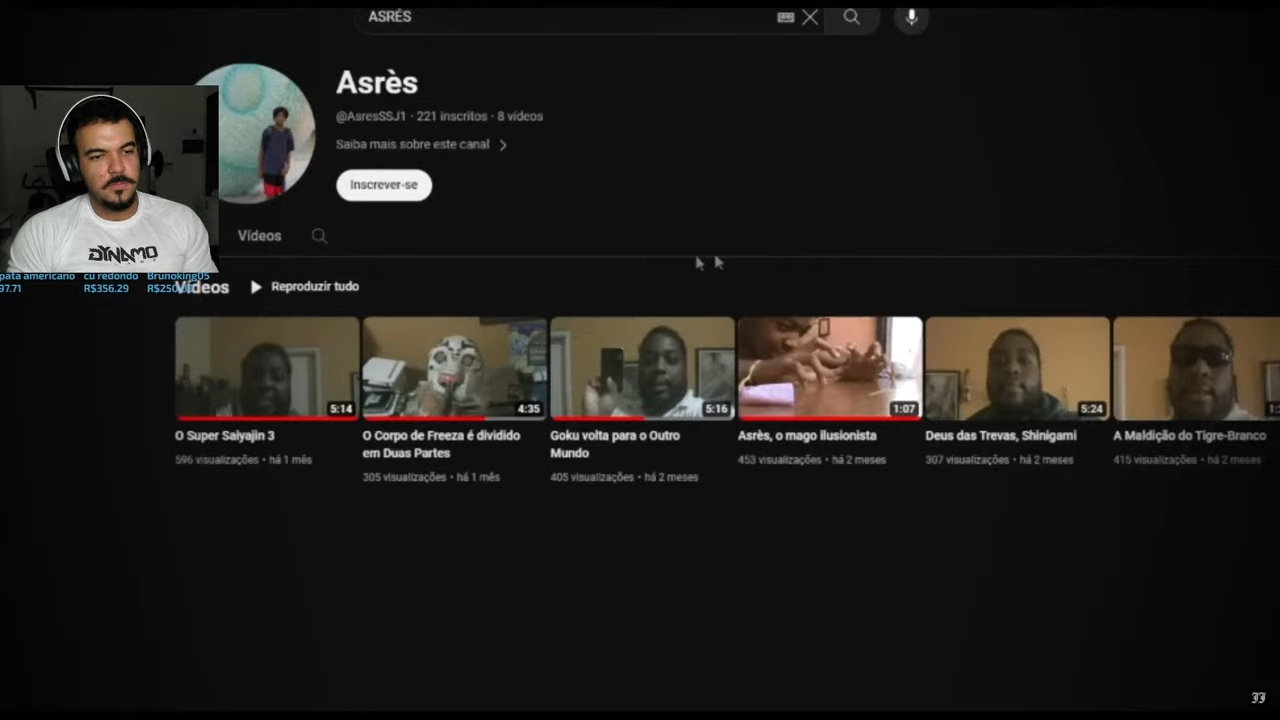 ASRÈS
Asrès
@AsresSSJ1 · 221 inscritos · 8 vídeos
Saiba mais sobre este canal
Inscrever-se
DYNAMO
Vídeos
pata americano cu redondo Brunoking05
97.71 R$356.29 R$250
Vídeos
Reproduzir tudo
5:14
4:35
5:16
1:07
5:24
O Super Saiyajin 3
596 visualizações • há 1 mês
O Corpo de Freeza é dividido
em Duas Partes
305 visualizações • há 1 mês
Goku volta para o Outro
Mundo
405 visualizações • há 2 meses
Asrès, o mago ilusionista
453 visualizações • há 2 meses
Deus das Trevas, Shinigami
307 visualizações • há 2 meses
A Maldição do Tigre-Branco
415 visualizações • há 2 meses